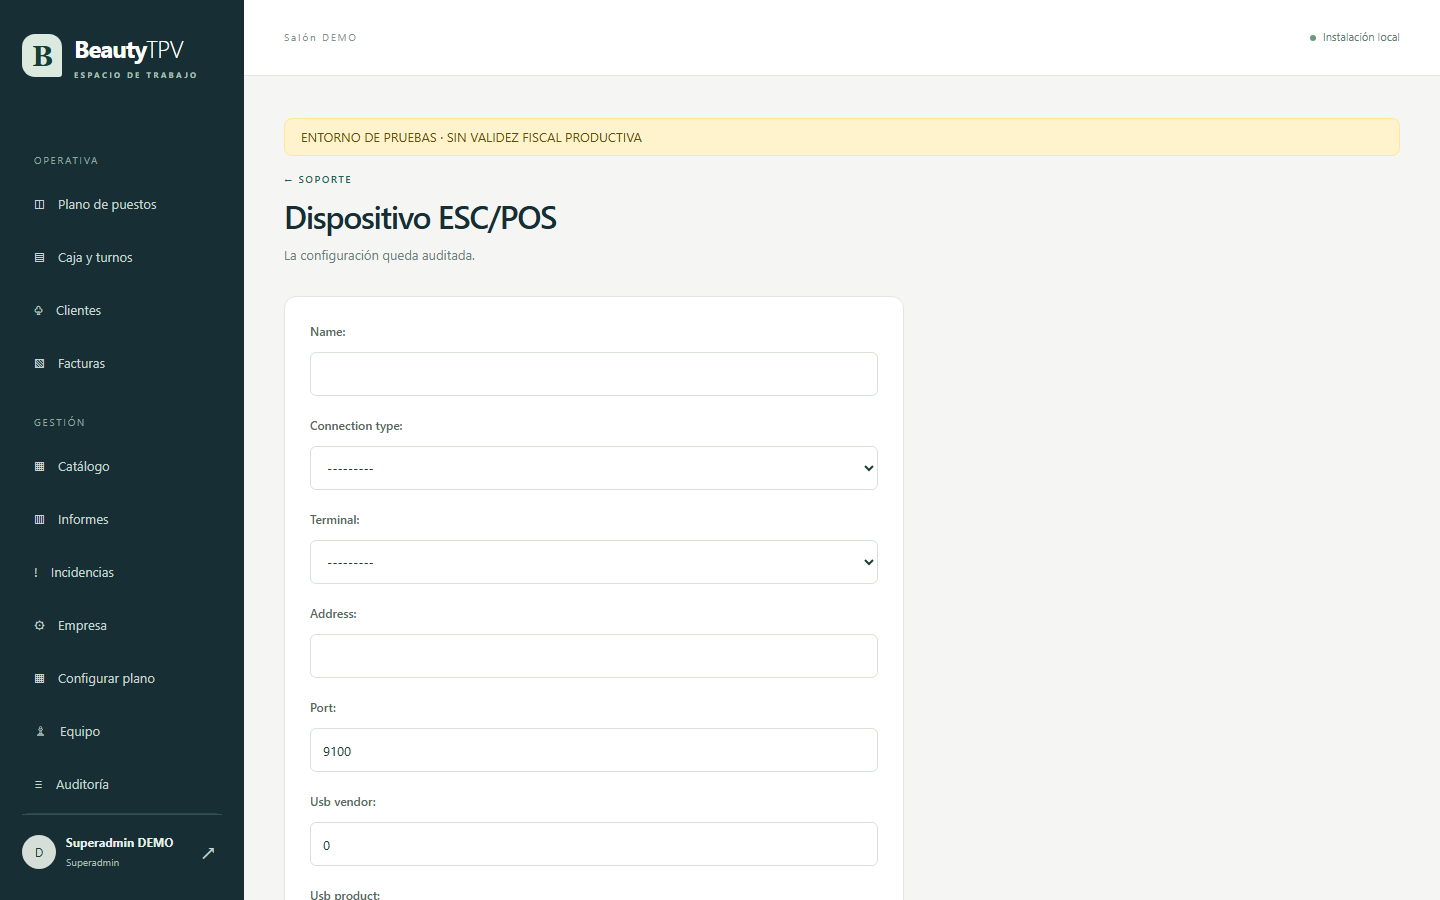 B
BeautyTPV
ESPACIO DE TRABAJO
OPERATIVA
Plano de puestos
Caja y turnos
Clientes
Facturas
GESTIÓN
Catálogo
Informes
! Incidencias
Empresa
Configurar plano
Equipo
Auditoría
D
Superadmin DEMO
Superadmin
↗
Salón DEMO
Instalación local
ENTORNO DE PRUEBAS · SIN VALIDEZ FISCAL PRODUCTIVA
← SOPORTE
Dispositivo ESC/POS
La configuración queda auditada.
Name:
Connection type:
---------
Terminal:
---------
Address:
Port:
9100
Usb vendor:
0
Usb product: